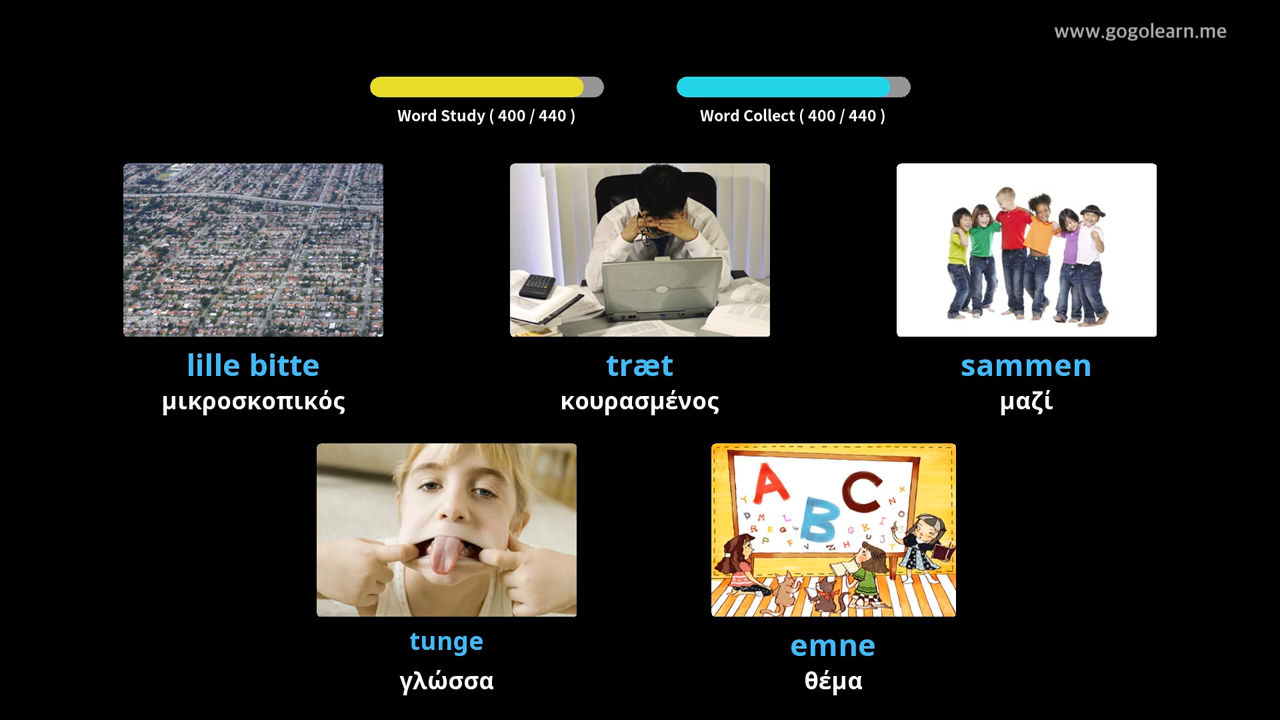 www.gogolearn.me
Word Study ( 400 / 440 )
Word Collect ( 400 / 440 )
lille bitte
μικροσκοπικός
træt
κουρασμένος
sammen
μαζί
A B C
tunge
γλώσσα
emne
θέμα